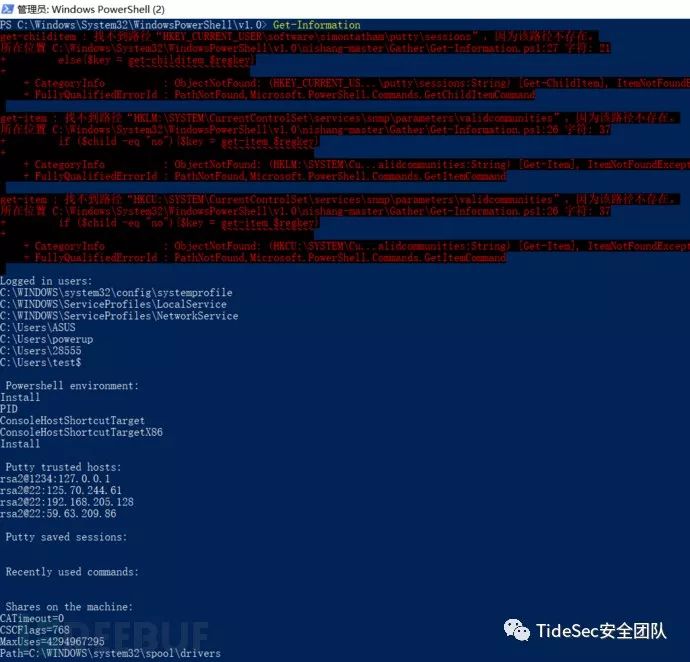 管理员: Windows PowerShell (2)
PS C:\Windows\System32\WindowsPowerShell\v1.0> Get-Information
get-childitem : 找不到路径“HKEY_CURRENT_USER\software\simontatham\putty\sessions”，因为该路径不存在。
所在位置 C:\Windows\System32\WindowsPowerShell\v1.0\nishang-master\Gather\Get-Information.ps1:27 字符: 21
+ else{$key = get-childitem $regkey}
+
+ CategoryInfo : ObjectNotFound: (HKEY_CURRENT_US...\putty\sessions:String) [Get-ChildItem], ItemNotFound
+ FullyQualifiedErrorId : PathNotFound,Microsoft.PowerShell.Commands.GetChildItemCommand
get-item : 找不到路径“HKLM:\SYSTEM\CurrentControlSet\services\snmp\parameters\validcommunities”，因为该路径不存在。
所在位置 C:\Windows\System32\WindowsPowerShell\v1.0\nishang-master\Gather\Get-Information.ps1:26 字符: 37
+ if ($child -eq "no"){$key = get-item $regkey}
+
+ CategoryInfo : ObjectNotFound: (HKLM:\SYSTEM\Cu...alidcommunities:String) [Get-Item], ItemNotFoundExcept
+ FullyQualifiedErrorId : PathNotFound,Microsoft.PowerShell.Commands.GetItemCommand
get-item : 找不到路径“HKCU:\SYSTEM\CurrentControlSet\services\snmp\parameters\validcommunities”，因为该路径不存在。
所在位置 C:\Windows\System32\WindowsPowerShell\v1.0\nishang-master\Gather\Get-Information.ps1:26 字符: 37
+ if ($child -eq "no"){$key = get-item $regkey}
+
+ CategoryInfo : ObjectNotFound: (HKCU:\SYSTEM\Cu...alidcommunities:String) [Get-Item], ItemNotFoundExcept
+ FullyQualifiedErrorId : PathNotFound,Microsoft.PowerShell.Commands.GetItemCommand
Logged in users:
C:\WINDOWS\system32\config\systemprofile
C:\WINDOWS\ServiceProfiles\LocalService
C:\WINDOWS\ServiceProfiles\NetworkService
C:\Users\ASUS
C:\Users\powerup
C:\Users\28555
C:\Users\test$
Powershell environment:
Install
PID
ConsoleHostShortcutTarget
ConsoleHostShortcutTargetX86
Install
Putty trusted hosts:
rsa2@1234:127.0.0.1
rsa2@22:125.70.244.61
rsa2@22:192.168.205.128
rsa2@22:59.63.209.86
Putty saved sessions:
Recently used commands:
Shares on the machine:
CATimeout=0
CSCFlags=768
MaxUses=4294967295
Path=C:\WINDOWS\system32\spool\drivers
REEBUF
TideSec安全团队